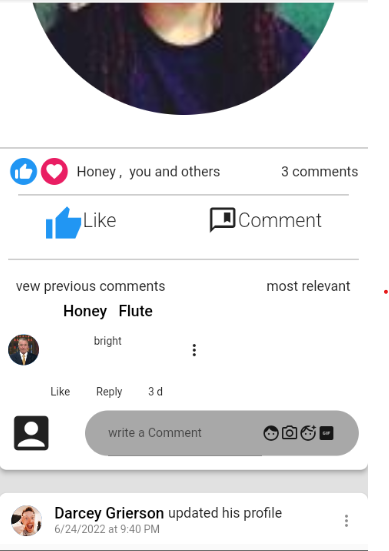 Honey ,  you and others 3 comments
Like Comment
vew previous comments most relevant
Honey Flute
bright
Like Reply 3 d
write a Comment GIF
Darcey Grierson updated his profile
6/24/2022 at 9:40 PM